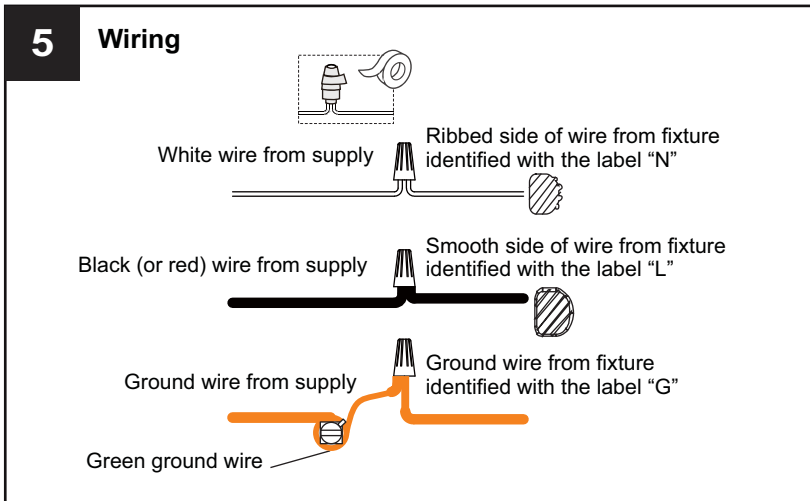 5
Wiring
White wire from supply
Ribbed side of wire from fixture
identified with the label “N”
Black (or red) wire from supply
Smooth side of wire from fixture
identified with the label “L”
Ground wire from supply
Ground wire from fixture
identified with the label “G”
Green ground wire